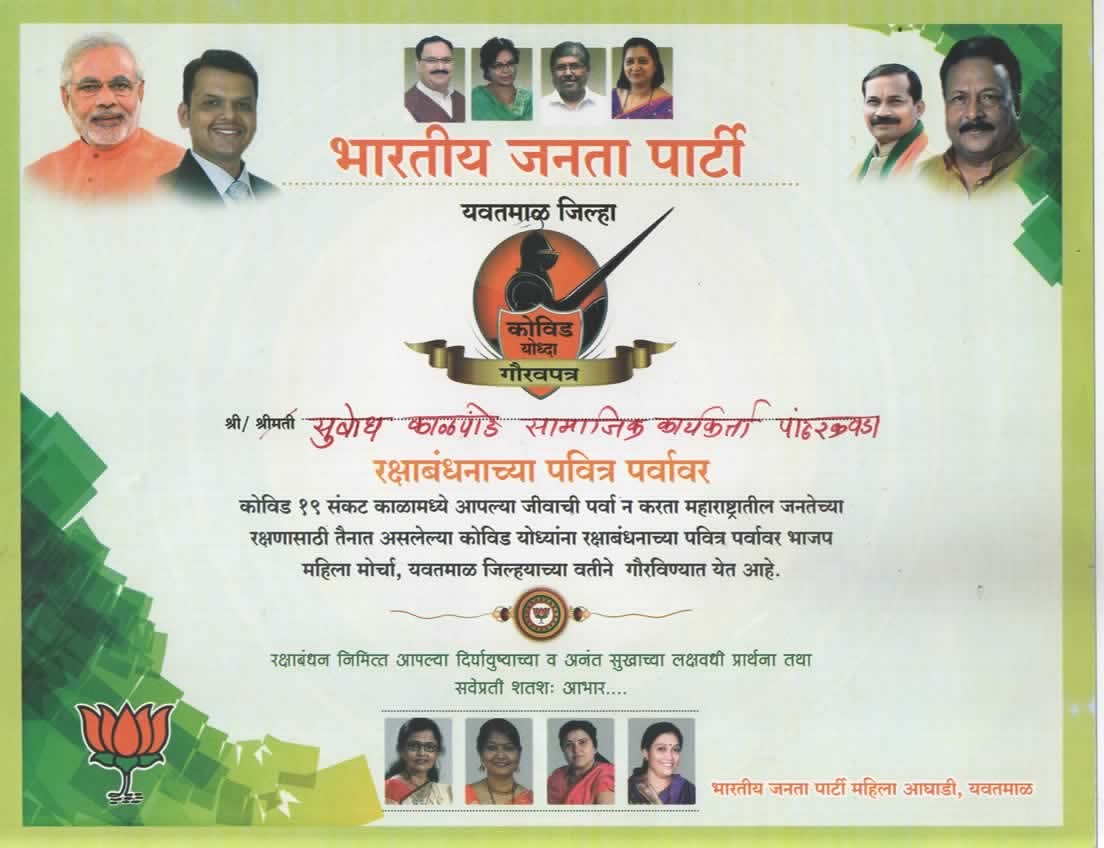 भारतीय जनता पार्टी
यवतमाळ जिल्हा
कोविड
योध्दा
गौरवपत्र
श्री/ श्रीमती सुबोध काळपांडे सामाजिक कार्यकर्ता पांढरकवडा
रक्षाबंधनाच्या पवित्र पर्वावर
कोविड १९ संकट काळामध्ये आपल्या जीवाची पर्वा न करता महाराष्ट्रातील जनतेच्या
रक्षणासाठी तैनात असलेल्या कोविड योध्यांना रक्षाबंधनाच्या पवित्र पर्वावर भाजप
महिला मोर्चा, यवतमाळ जिल्हयाच्या वतीने गौरविण्यात येत आहे.
रक्षाबंधन निमित्त आपल्या दिर्घायुष्याच्या व अनंत सुखाच्या लक्षवधी प्रार्थना तथा
सवेप्रती शतशः आभार....
भारतीय जनता पार्टी महिला आघाडी, यवतमाळ